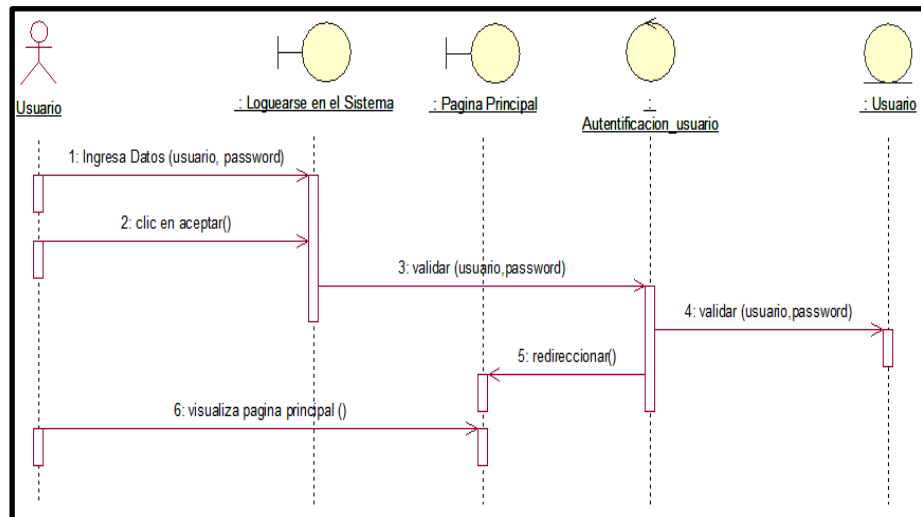 Usuario
: Loguearse en el Sistema
: Pagina Principal
:
Autentificacion_usuario
: Usuario
1: Ingresa Datos (usuario, password)
2: clic en aceptar()
3: validar (usuario,password)
4: validar (usuario,password)
5: redireccionar()
6: visualiza pagina principal ()